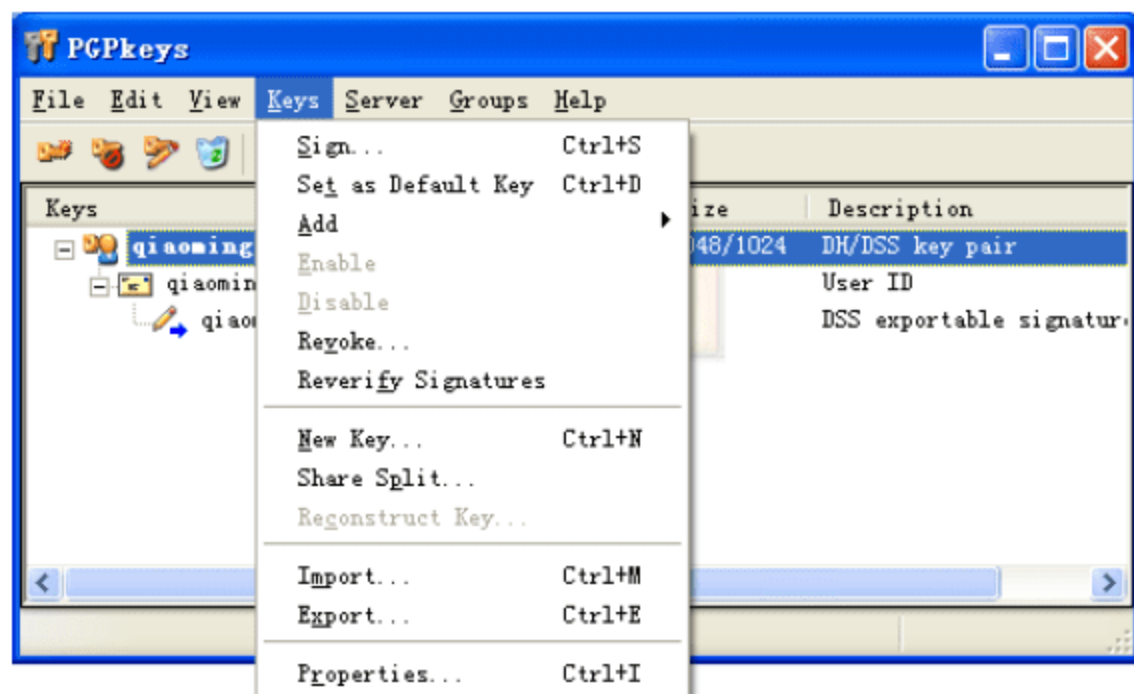 PGPkeys
File Edit View Keys Server Groups Help
Sign... Ctrl+S
Set as Default Key Ctrl+D
Add
Enable
Disable
Revoke...
Reverify Signatures
New Key... Ctrl+N
Share Split...
Reconstruct Key...
Import... Ctrl+M
Export... Ctrl+E
Properties... Ctrl+I
Keys ize Description
qiaoming 048/1024 DH/DSS key pair
qiaomin User ID
qiao DSS exportable signatur